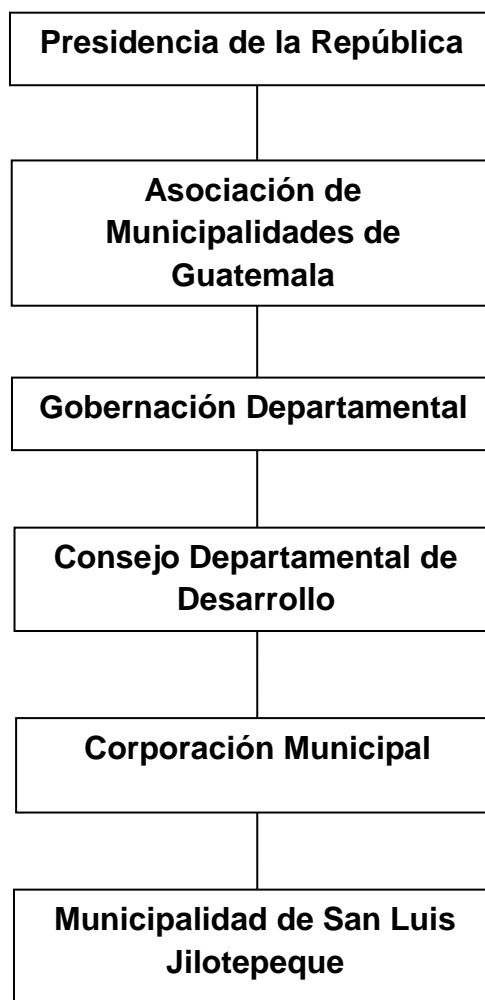 Presidencia de la República
Asociación de
Municipalidades de
Guatemala
Gobernación Departamental
Consejo Departamental de
Desarrollo
Corporación Municipal
Municipalidad de San Luis
Jilotepeque